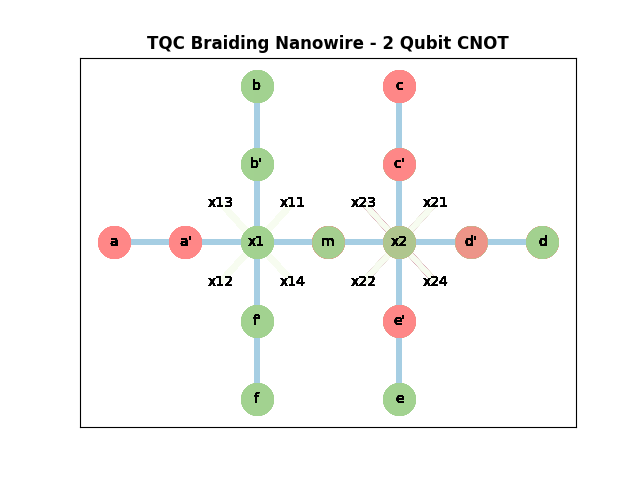 TQC Braiding Nanowire - 2 Qubit CNOT
b c
b' c'
x13 x11 x23 x21
a a' x1 m x2 d' d
x12 x14 x22 x24
f' e'
f e